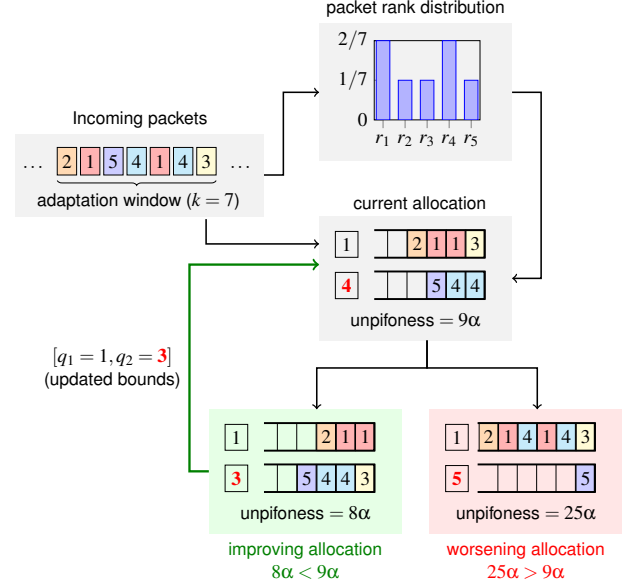 packet rank distribution
2/7
1/7
0
r1 r2 r3 r4 r5
Incoming packets
... 2 1 5 4 1 4 3 ...
adaptation window (k = 7)
current allocation
1 2 1 1 3
4 5 4 4
unpifoness = 9α
[q1 = 1, q2 = 3]
(updated bounds)
1 2 1 1
3 5 4 4 3
unpifoness = 8α
improving allocation
8α < 9α
1 2 1 4 1 4 3
5 5
unpifoness = 25α
worsening allocation
25α > 9α